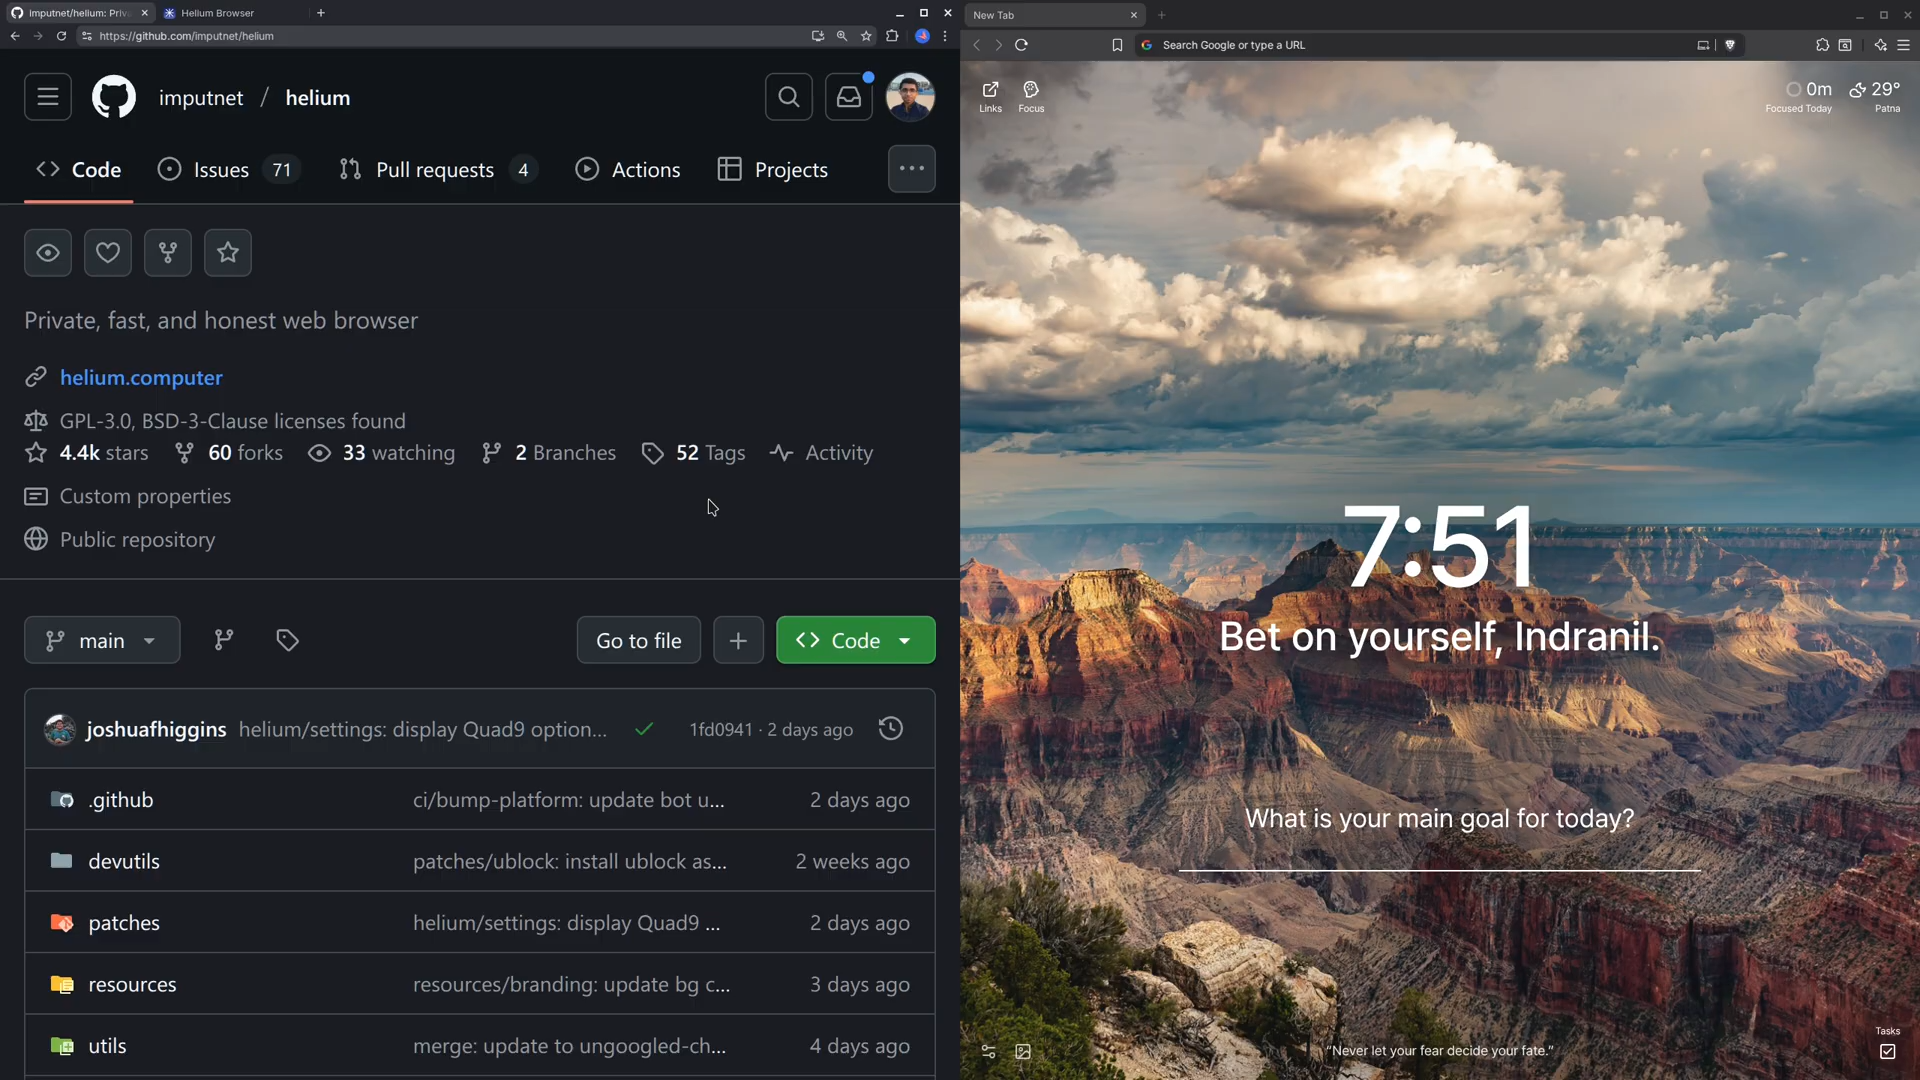 imputnet/helium: Priv
Helium Browser
https://github.com/imputnet/helium
imputnet / helium
Code
Issues 71
Pull requests 4
Actions
Projects
Private, fast, and honest web browser
helium.computer
GPL-3.0, BSD-3-Clause licenses found
4.4k stars 60 forks 33 watching 2 Branches 52 Tags Activity
Custom properties
Public repository
main
Go to file
Code
joshuafhiggins helium/settings: display Quad9 option... 1fd0941 · 2 days ago
.github ci/bump-platform: update bot u... 2 days ago
devutils patches/ublock: install ublock as... 2 weeks ago
patches helium/settings: display Quad9 ... 2 days ago
resources resources/branding: update bg c... 3 days ago
utils merge: update to ungoogled-ch... 4 days ago
New Tab
Search Google or type a URL
Links
Focus
0m
Focused Today
29°
Patna
7:51
Bet on yourself, Indranil.
What is your main goal for today?
"Never let your fear decide your fate."
Tasks